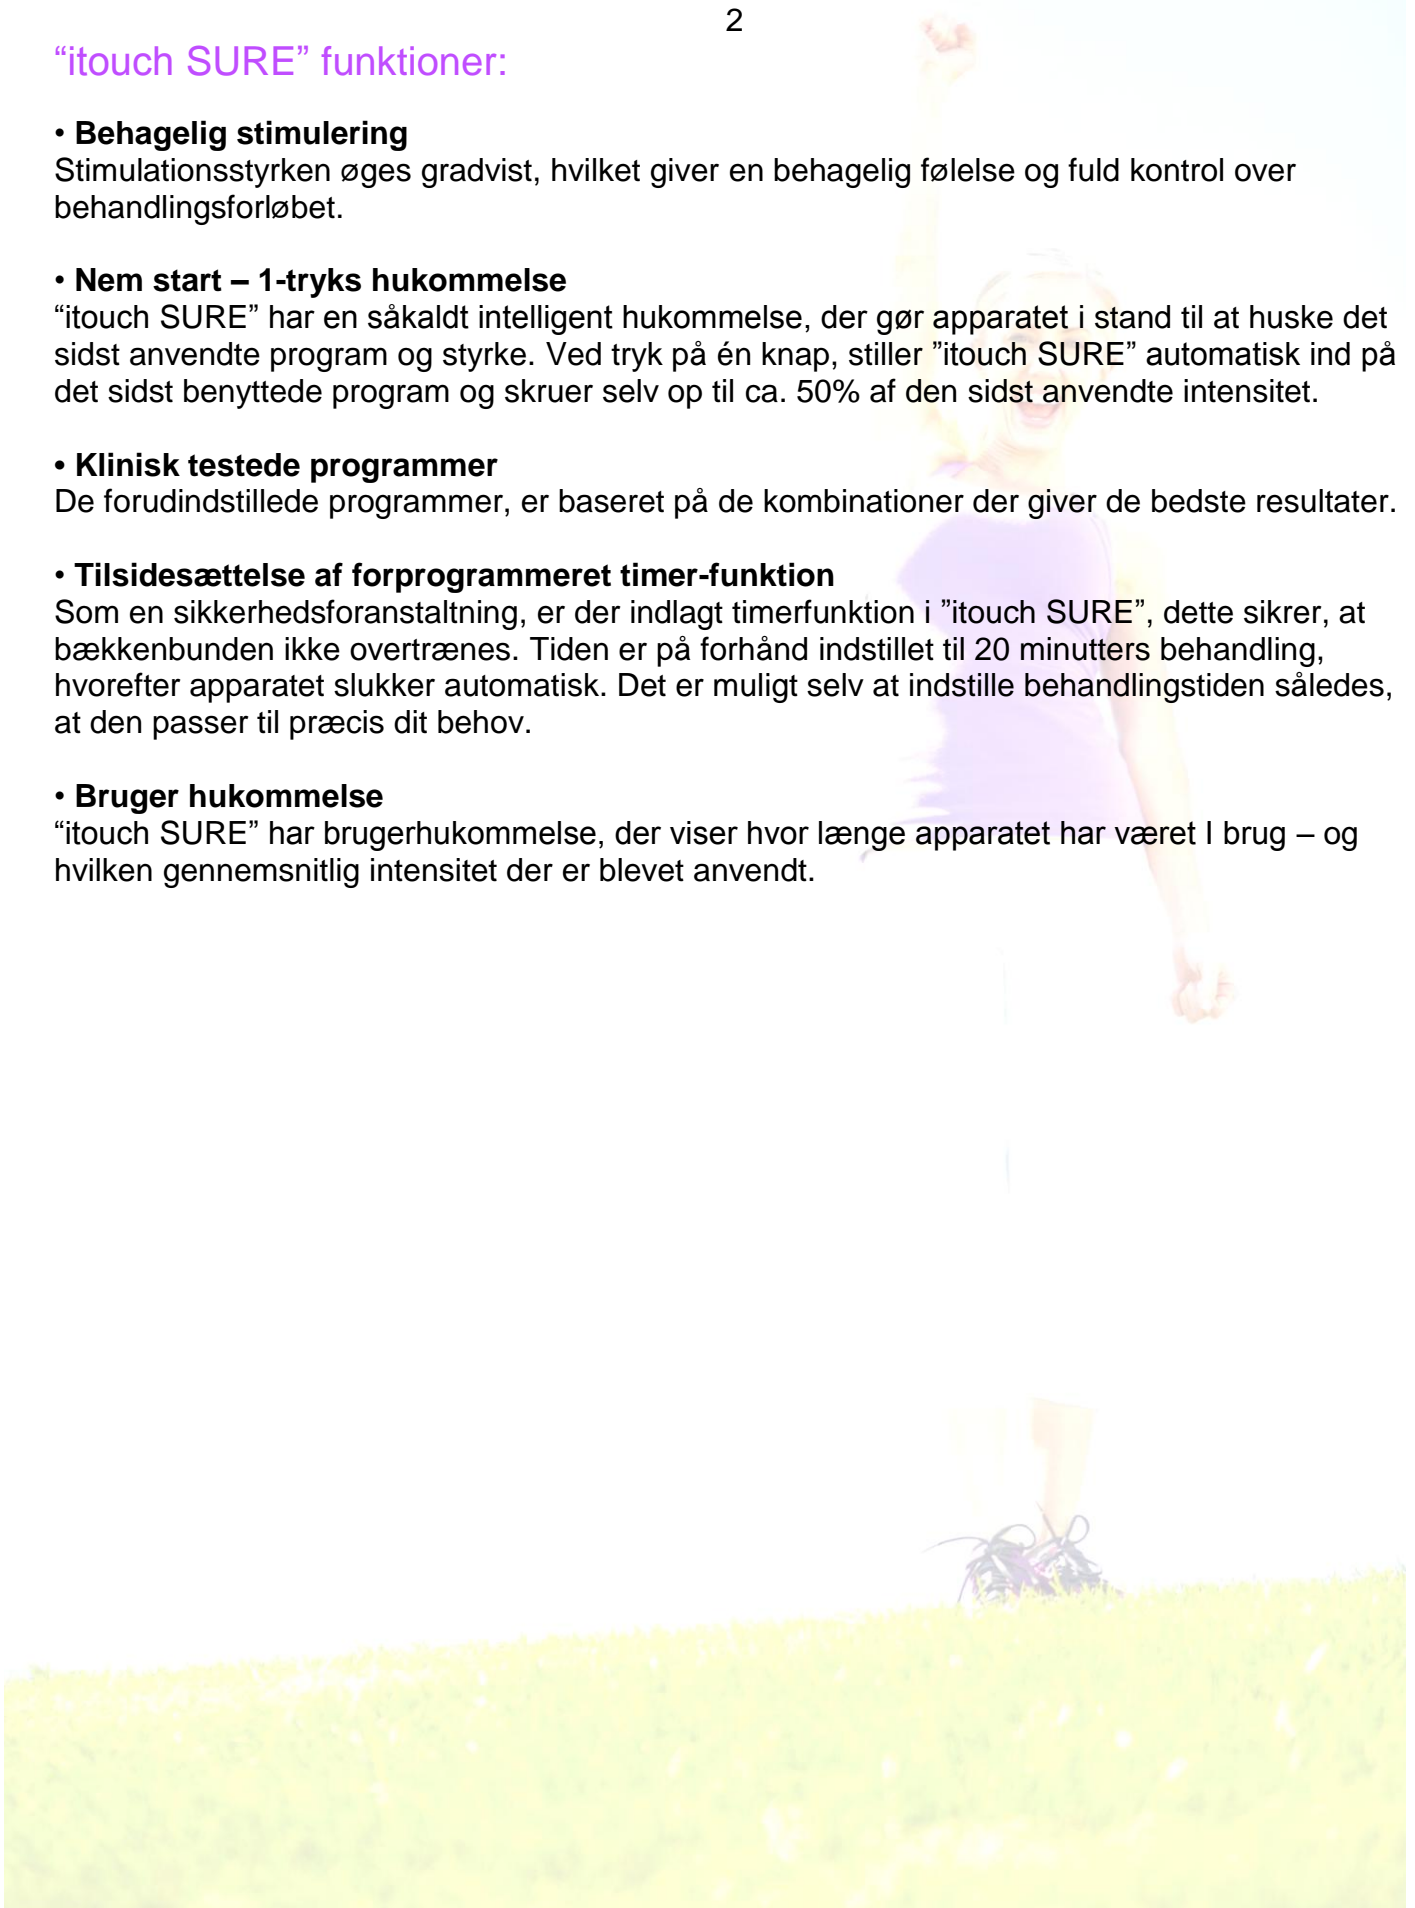 2
“itouch SURE” funktioner:
• Behagelig stimulering
Stimulationsstyrken øges gradvist, hvilket giver en behagelig følelse og fuld kontrol over
behandlingsforløbet.
• Nem start – 1-tryks hukommelse
“itouch SURE” har en såkaldt intelligent hukommelse, der gør apparatet i stand til at huske det
sidst anvendte program og styrke. Ved tryk på én knap, stiller ”itouch SURE” automatisk ind på
det sidst benyttede program og skruer selv op til ca. 50% af den sidst anvendte intensitet.
• Klinisk testede programmer
De forudindstillede programmer, er baseret på de kombinationer der giver de bedste resultater.
• Tilsidesættelse af forprogrammeret timer-funktion
Som en sikkerhedsforanstaltning, er der indlagt timerfunktion i ”itouch SURE”, dette sikrer, at
bækkenbunden ikke overtrænes. Tiden er på forhånd indstillet til 20 minutters behandling,
hvorefter apparatet slukker automatisk. Det er muligt selv at indstille behandlingstiden således,
at den passer til præcis dit behov.
• Bruger hukommelse
“itouch SURE” har brugerhukommelse, der viser hvor længe apparatet har været I brug – og
hvilken gennemsnitlig intensitet der er blevet anvendt.